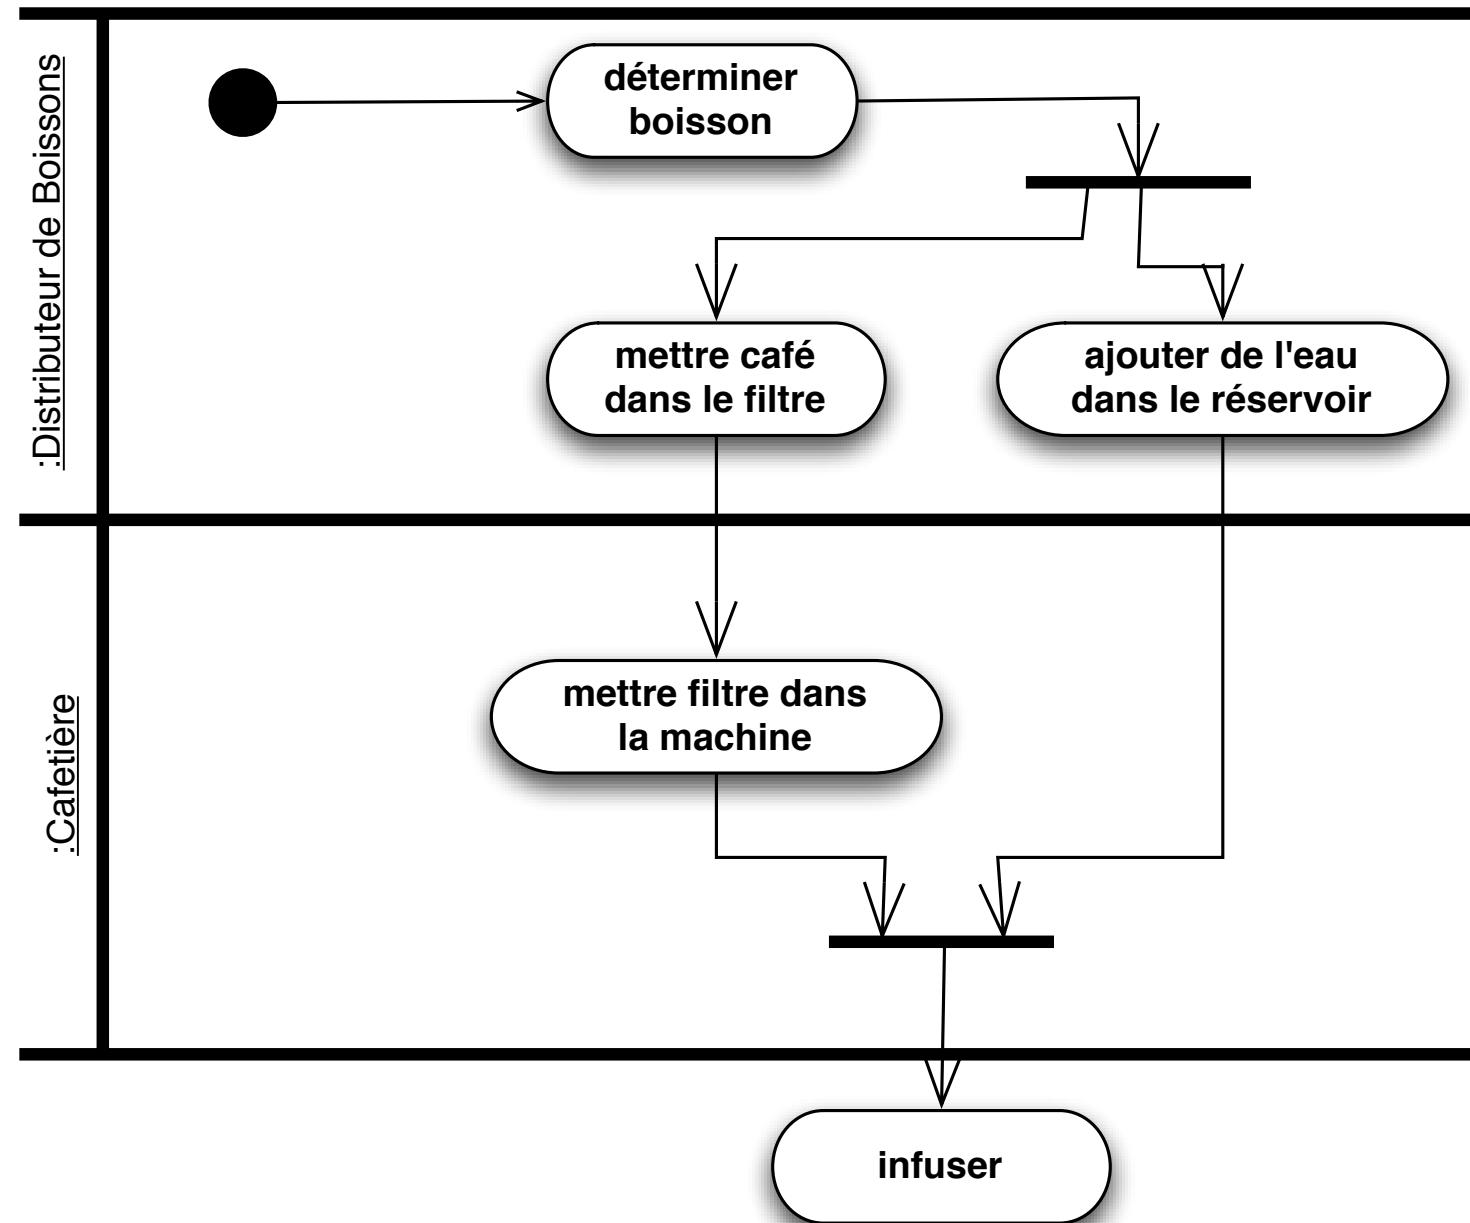 :Distributeur de Boissons
déterminer
boisson
mettre café
dans le filtre
ajouter de l'eau
dans le réservoir
:Cafetière
mettre filtre dans
la machine
infuser